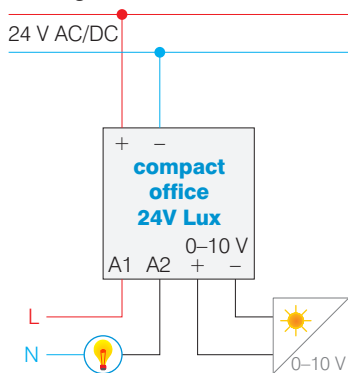 24 V AC/DC
+ −
compact
office
24V Lux
0–10 V
A1 A2 + −
L
N
0–10 V